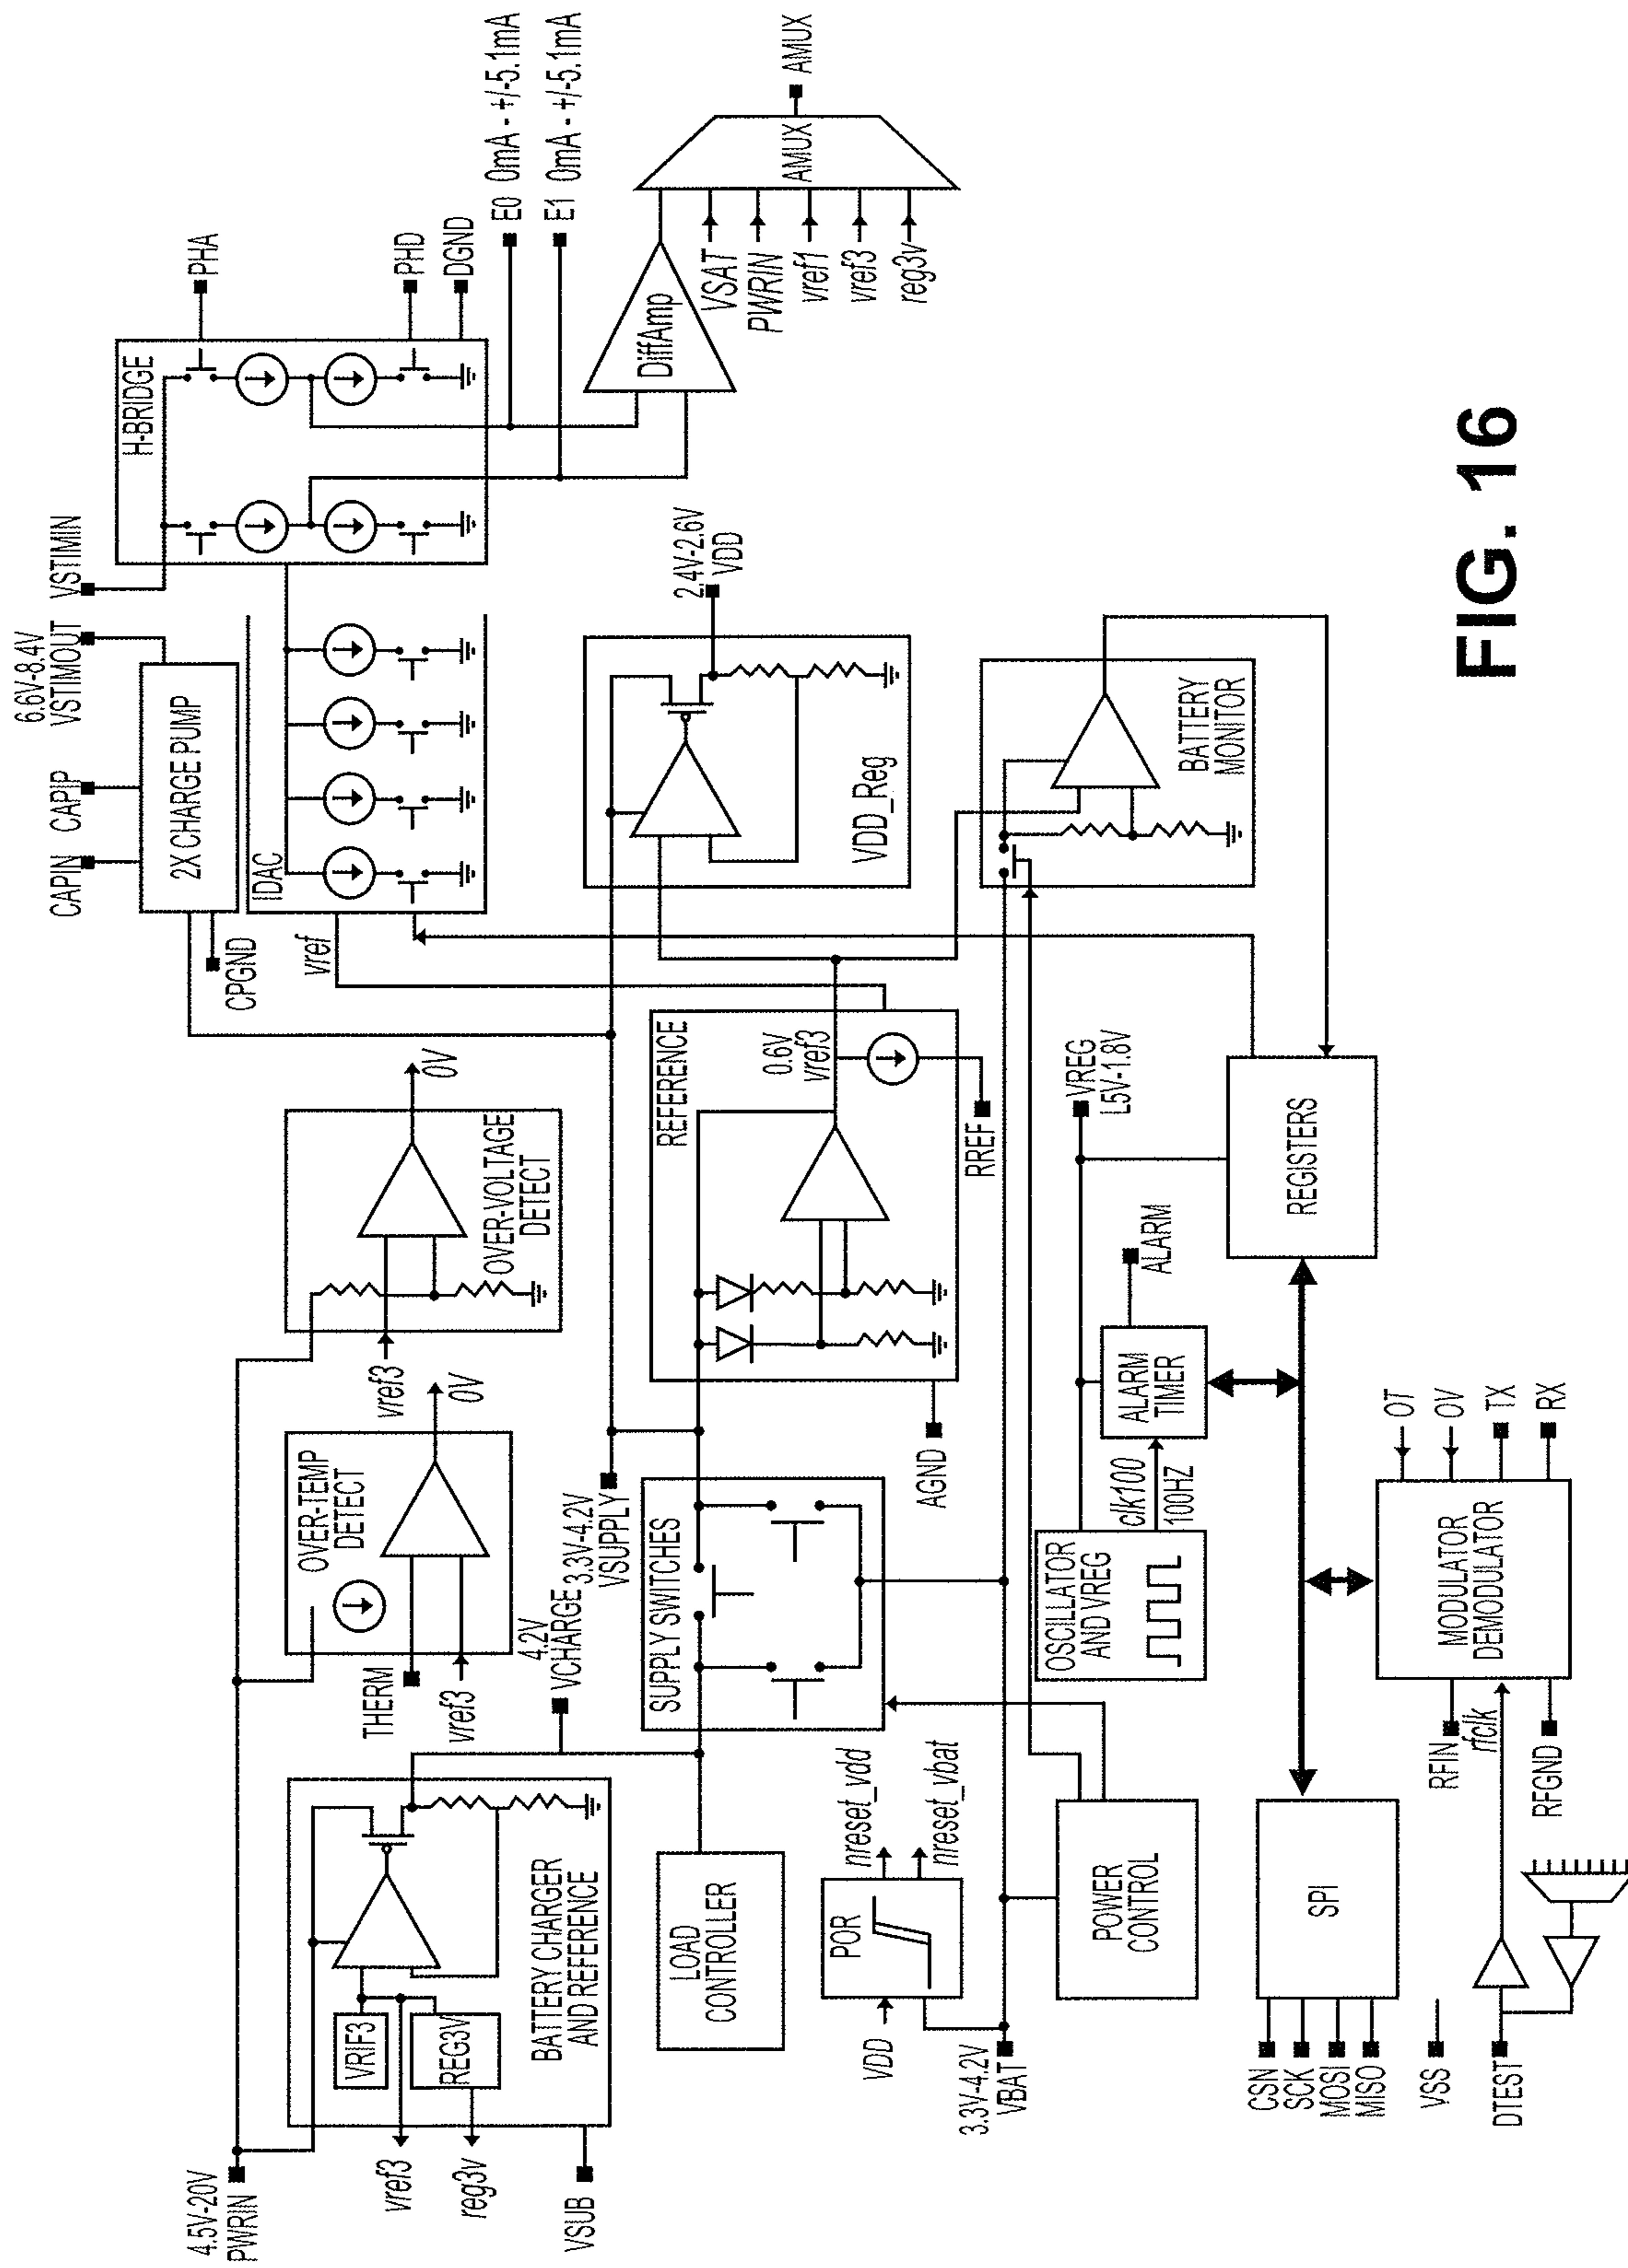 4.5V-20V
PWRIN
vref3
reg3v
VSUB
VRIF3
REG3V
BATTERY CHARGER
AND REFERENCE
THERM
vref3
OVER-TEMP
DETECT
0V
vref3
OVER-VOLTAGE
DETECT
0V
CPGND
CAPIN
CAPIP
6.6V-8.4V
VSTIMOUT
VSTIMIN
2X CHARGE PUMP
vref
IDAC
H-BRIDGE
PHA
PHD
DGND
E0 0mA - +/-5.1mA
E1 0mA - +/-5.1mA
4.2V
VCHARGE
3.3V-4.2V
VSUPPLY
LOAD
CONTROLLER
SUPPLY SWITCHES
REFERENCE
0.6V
vref3
AGND
RREF
VDD_Reg
2.4V-2.6V
VDD
DiffAmp
VSAT
PWRIN
vref1
vref3
reg3v
AMUX
AMUX
VDD
POR
nreset_vdd
nreset_vbat
3.3V-4.2V
VBAT
POWER
CONTROL
OSCILLATOR
AND VREG
clk100
100HZ
ALARM
TIMER
ALARM
VREG
L5V-1.8V
BATTERY
MONITOR
REGISTERS
CSN
SCK
MOSI
MISO
SPI
VSS
DTEST
RFIN
rfclk
RFGND
MODULATOR
DEMODULATOR
OT
OV
TX
RX
FIG. 16